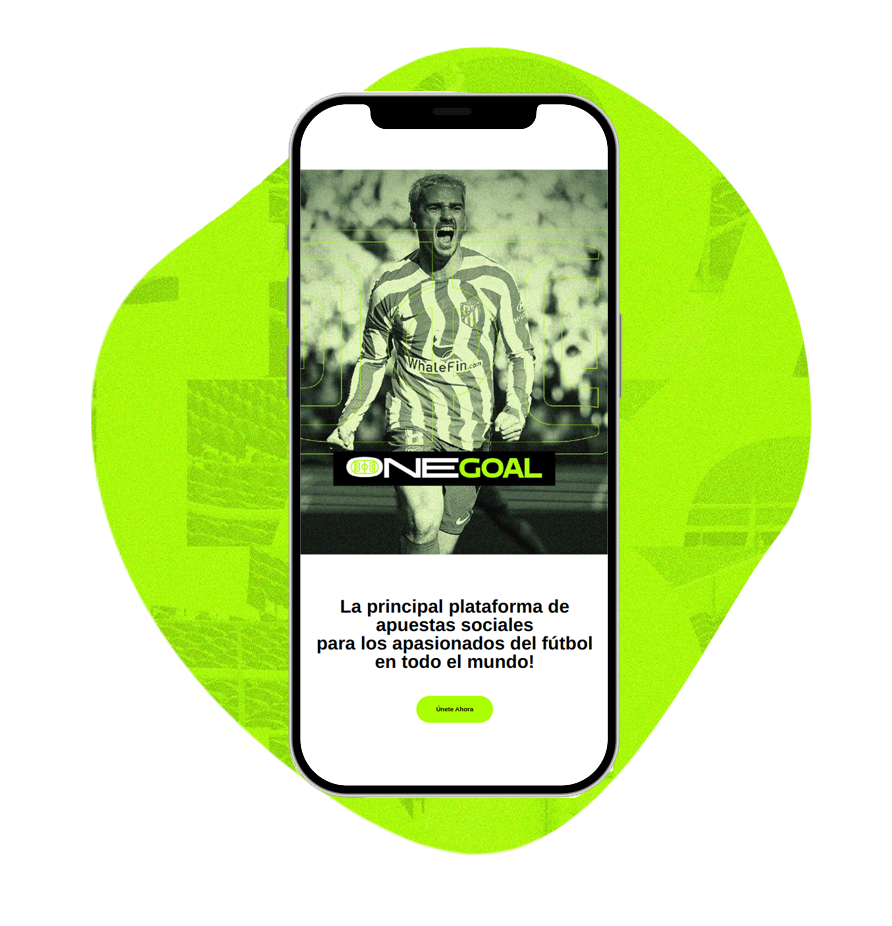 WhaleFin.com
ONEGOAL
La principal plataforma de
apuestas sociales
para los apasionados del fútbol
en todo el mundo!
Únete Ahora